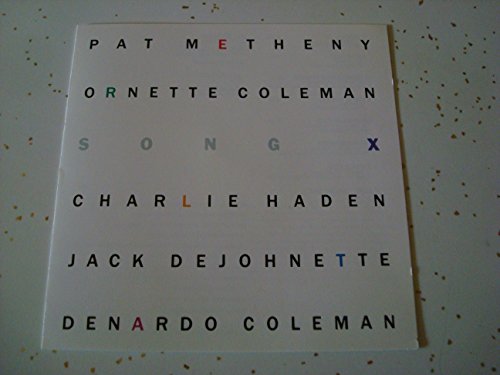 PAT METHENY
ORNETTE COLEMAN
SONG X
CHARLIE HADEN
JACK DEJOHNETTE
DENARDO COLEMAN